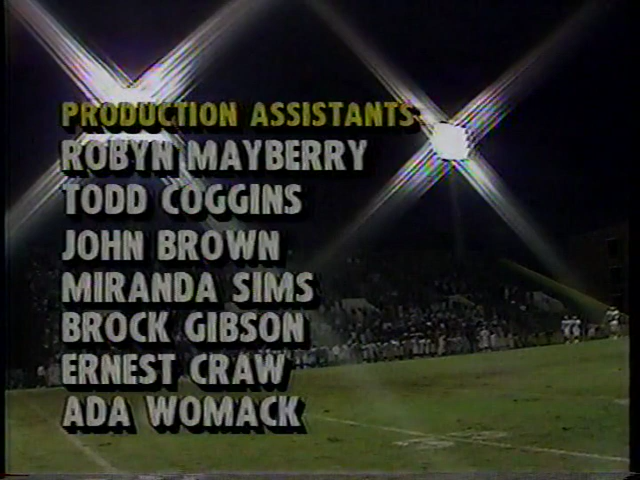 PRODUCTION ASSISTANTS
ROBYN MAYBERRY
TODD COGGINS
JOHN BROWN
MIRANDA SIMS
BROCK GIBSON
ERNEST CRAW
ADA WOMACK